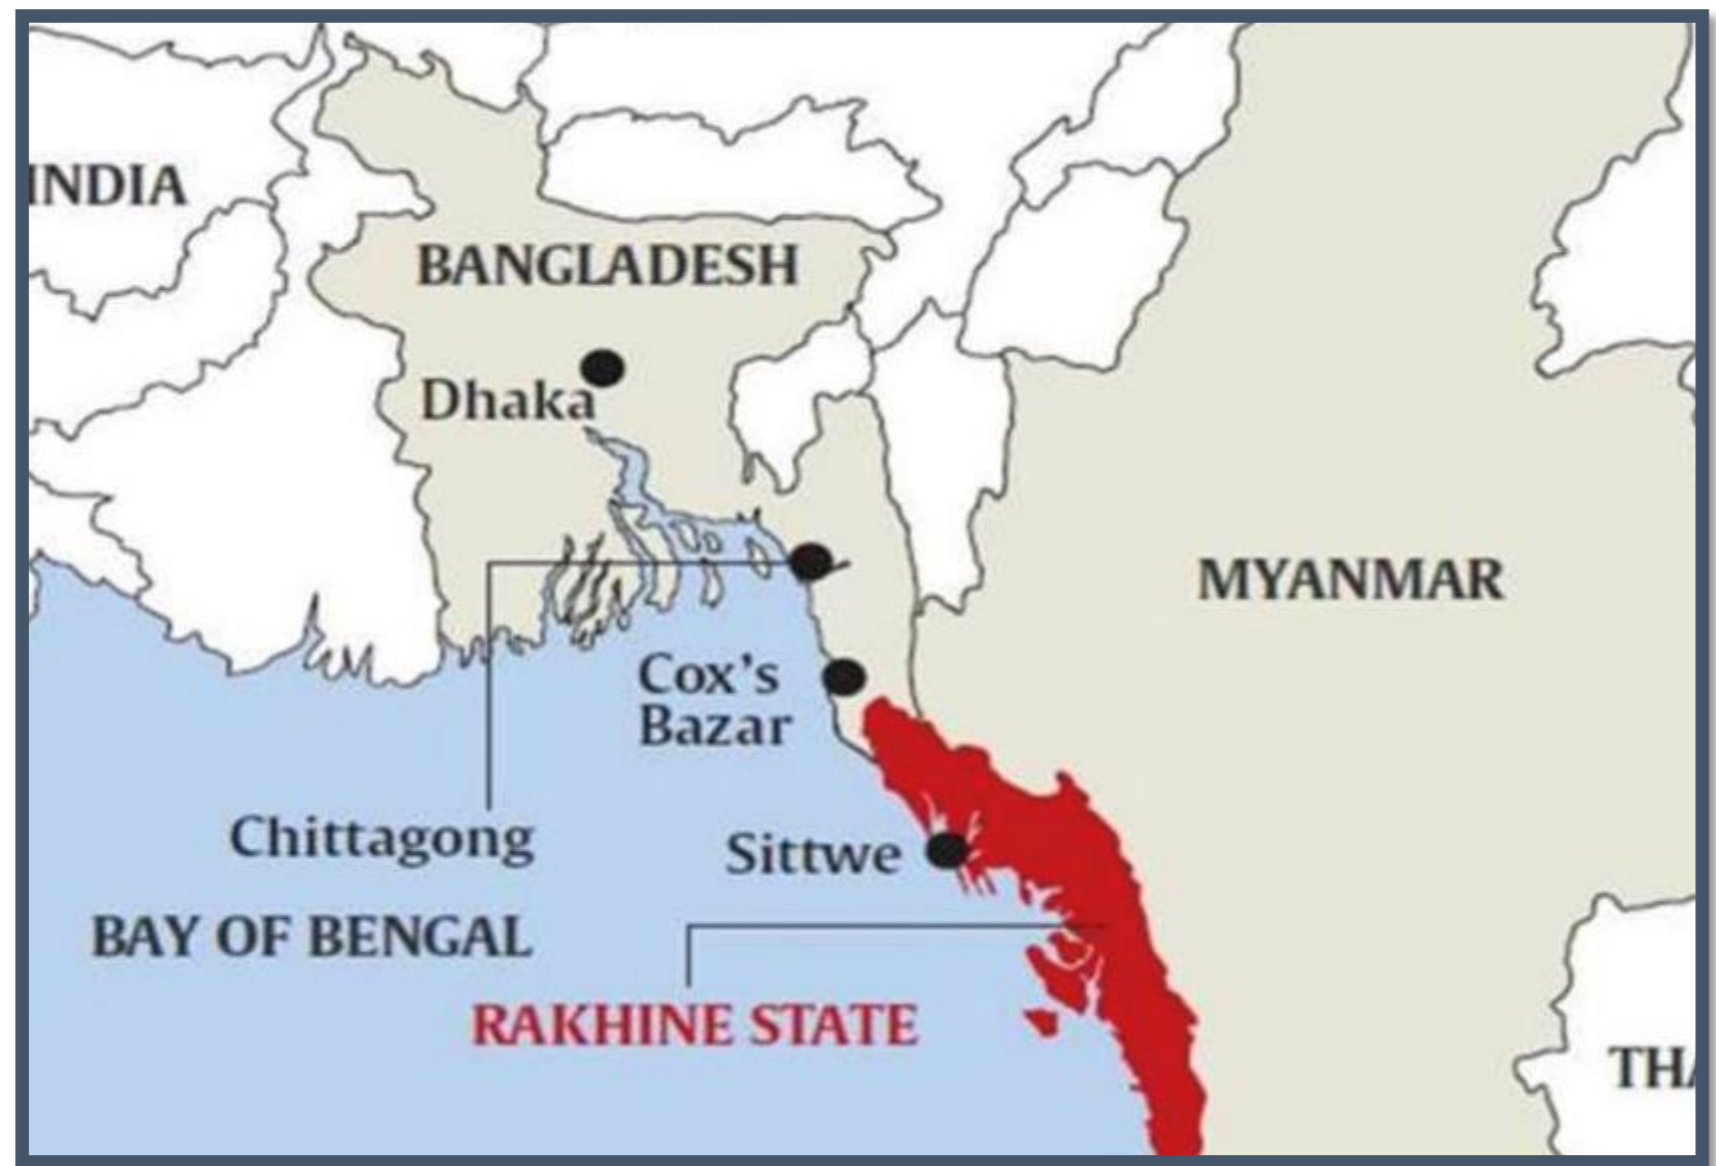 INDIA
BANGLADESH
Dhaka
MYANMAR
Cox's
Bazar
Chittagong
Sittwe
BAY OF BENGAL
RAKHINE STATE
THA